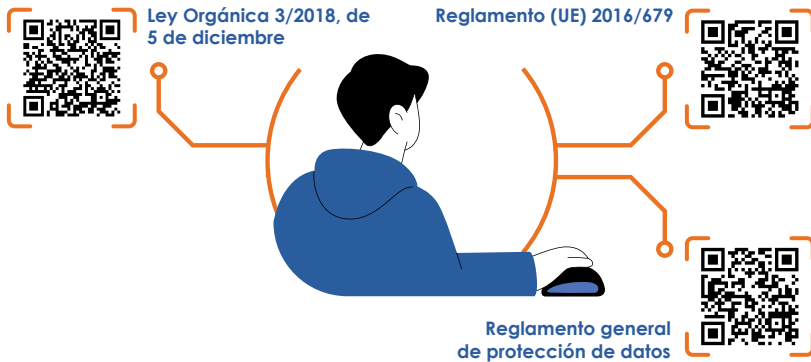 Ley Orgánica 3/2018, de
5 de diciembre
Reglamento (UE) 2016/679
Reglamento general
de protección de datos